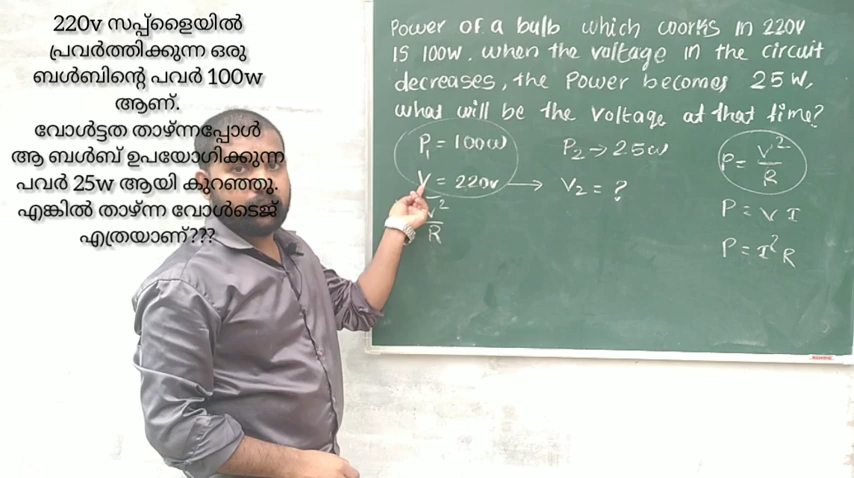 220v സപ്പ്ളൈയിൽ
പ്രവർത്തിക്കുന്ന ഒരു
ബൾബിന്റെ പവർ 100w
ആണ്.
വോൾട്ടത താഴ്ന്നപ്പോൾ
ആ ബൾബ് ഉപയോഗിക്കുന്ന
പവർ 25w ആയി കുറഞ്ഞു.
എങ്കിൽ താഴ്ന്ന വോൾടെജ്
എത്രയാണ്???
Power of a bulb which works in 220V
is 100W. when the voltage in the circuit
decreases, the Power becomes 25W,
what will be the Voltage at that time?
P₁ = 100W P₂ → 25W P = V²/R
V = 220V → V₂ = ? P = V I
V²/R P = I²R